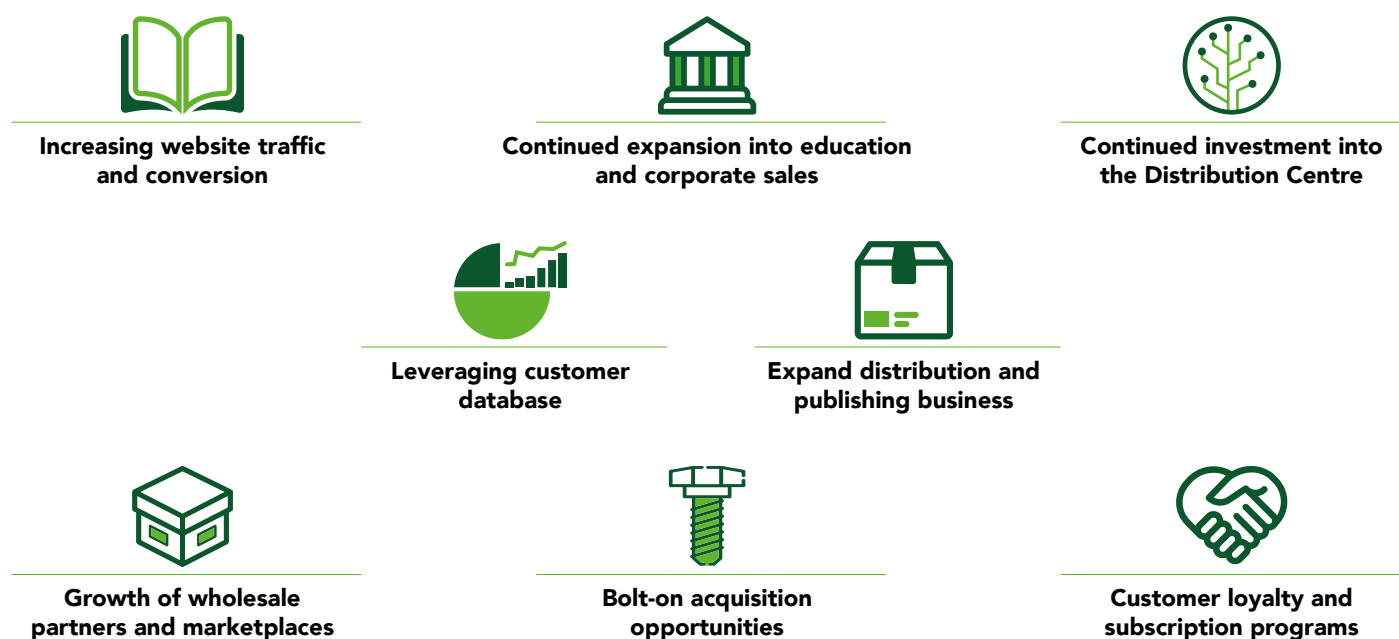 Increasing website traffic
and conversion
Continued expansion into education
and corporate sales
Continued investment into
the Distribution Centre
Leveraging customer
database
Expand distribution and
publishing business
Growth of wholesale
partners and marketplaces
Bolt-on acquisition
opportunities
Customer loyalty and
subscription programs